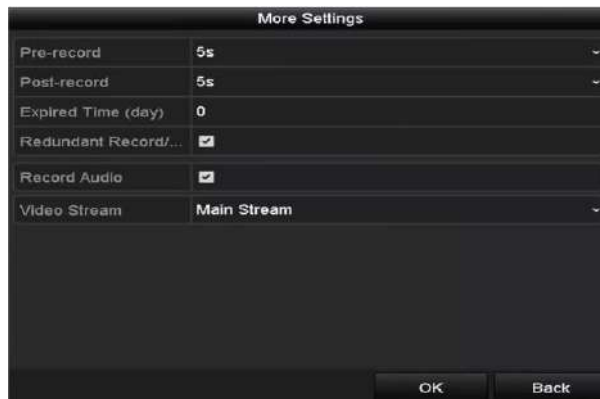 More Settings
Pre-record 5s
Post-record 5s
Expired Time (day) 0
Redundant Record/...
Record Audio
Video Stream Main Stream
OK Back